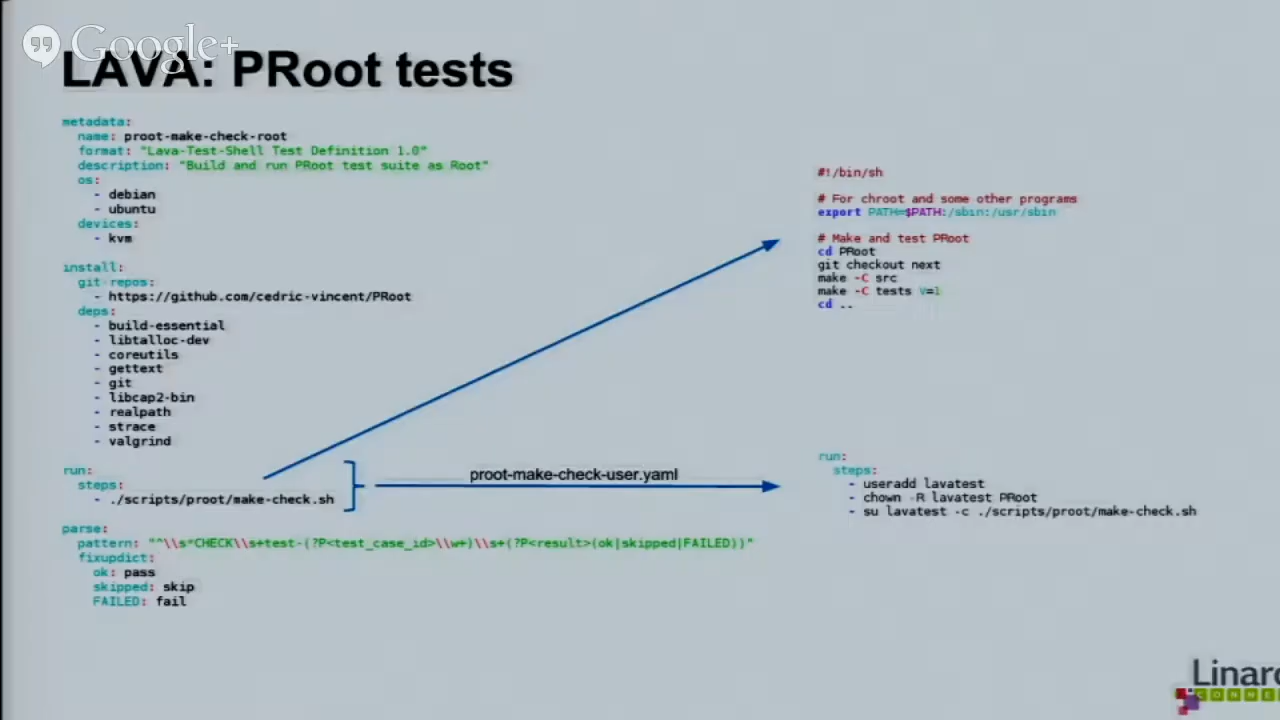 Google+
LAVA: PRoot tests
metadata:
  name: proot-make-check-root
  format: "Lava-Test-Shell Test Definition 1.0"
  description: "Build and run PRoot test suite as Root"
  os:
    - debian
    - ubuntu
  devices:
    - kvm
install:
  git-repos:
    - https://github.com/cedric-vincent/PRoot
  deps:
    - build-essential
    - libtalloc-dev
    - coreutils
    - gettext
    - git
    - libcap2-bin
    - realpath
    - strace
    - valgrind
run:
  steps:
    - ./scripts/proot/make-check.sh
parse:
  pattern: "^\\s*CHECK\\s+test-(?P<test_case_id>\\w+)\\s+(?P<result>(ok|skipped|FAILED))"
  fixupdict:
    ok: pass
    skipped: skip
    FAILED: fail
#!/bin/sh
# For chroot and some other programs
export PATH=$PATH:/sbin:/usr/sbin
# Make and test PRoot
cd PRoot
git checkout next
make -C src
make -C tests V=1
cd ..
proot-make-check-user.yaml
run:
  steps:
    - useradd lavatest
    - chown -R lavatest PRoot
    - su lavatest -c ./scripts/proot/make-check.sh
Linaro
CONNE